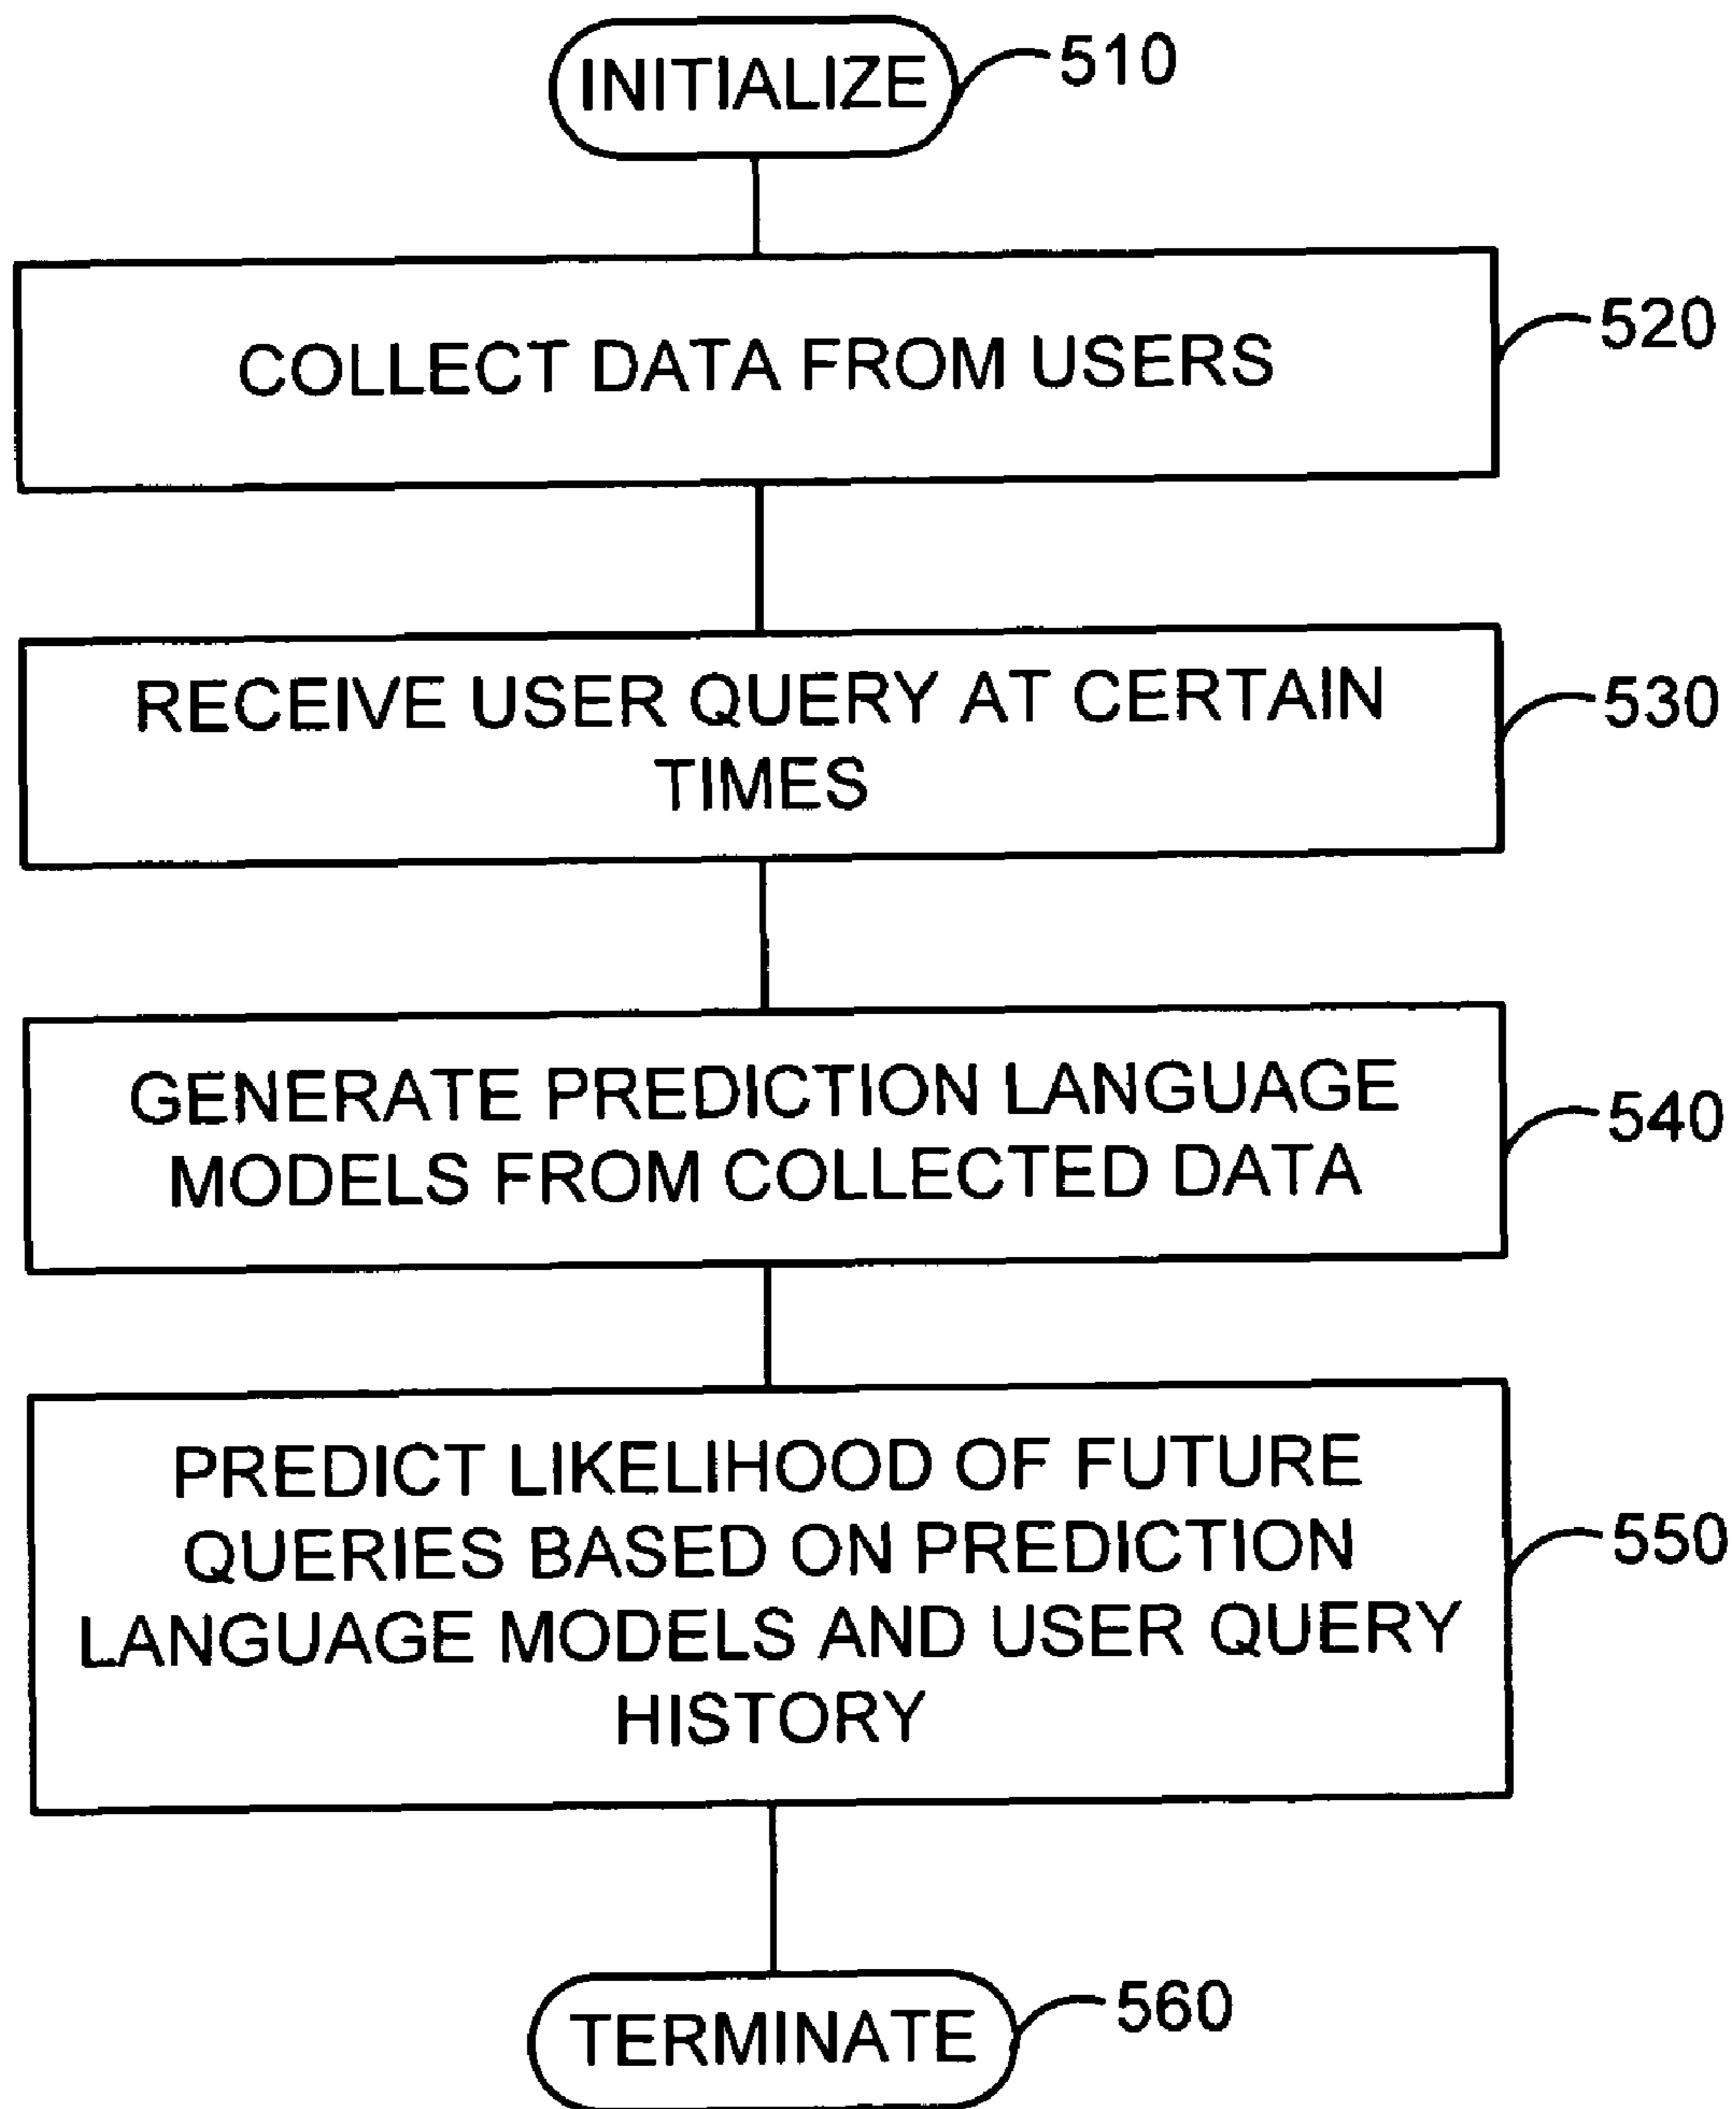 INITIALIZE
510
COLLECT DATA FROM USERS
520
RECEIVE USER QUERY AT CERTAIN
TIMES
530
GENERATE PREDICTION LANGUAGE
MODELS FROM COLLECTED DATA
540
PREDICT LIKELIHOOD OF FUTURE
QUERIES BASED ON PREDICTION
LANGUAGE MODELS AND USER QUERY
HISTORY
550
TERMINATE
560